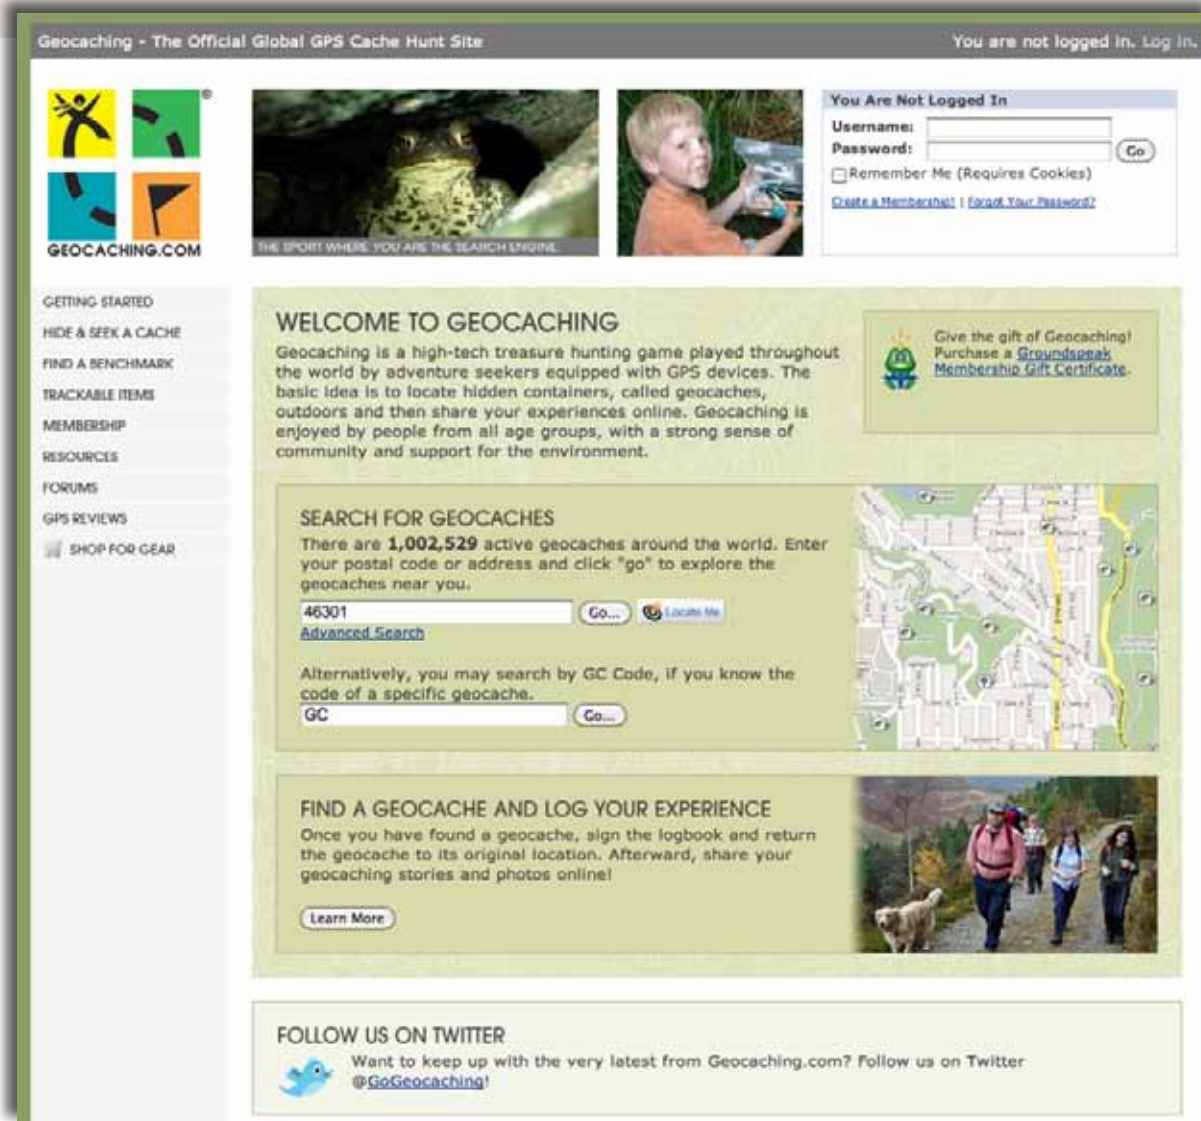 Geocaching - The Official Global GPS Cache Hunt Site
You are not logged in. Log in.
GEOCACHING.COM
THE SPORT WHERE YOU ARE THE SEARCH ENGINE.
You Are Not Logged In
Username:
Password:
Go
Remember Me (Requires Cookies)
Create a Membership! | Forgot Your Password?
GETTING STARTED
HIDE & SEEK A CACHE
FIND A BENCHMARK
TRACKABLE ITEMS
MEMBERSHIP
RESOURCES
FORUMS
GPS REVIEWS
SHOP FOR GEAR
WELCOME TO GEOCACHING
Geocaching is a high-tech treasure hunting game played throughout
the world by adventure seekers equipped with GPS devices. The
basic idea is to locate hidden containers, called geocaches,
outdoors and then share your experiences online. Geocaching is
enjoyed by people from all age groups, with a strong sense of
community and support for the environment.
Give the gift of Geocaching!
Purchase a Groundspeak
Membership Gift Certificate.
SEARCH FOR GEOCACHES
There are 1,002,529 active geocaches around the world. Enter
your postal code or address and click "go" to explore the
geocaches near you.
46301
Go...
Locate Me
Advanced Search
Alternatively, you may search by GC Code, if you know the
code of a specific geocache.
GC
Go...
FIND A GEOCACHE AND LOG YOUR EXPERIENCE
Once you have found a geocache, sign the logbook and return
the geocache to its original location. Afterward, share your
geocaching stories and photos online!
Learn More
FOLLOW US ON TWITTER
Want to keep up with the very latest from Geocaching.com? Follow us on Twitter
@GoGeocaching!